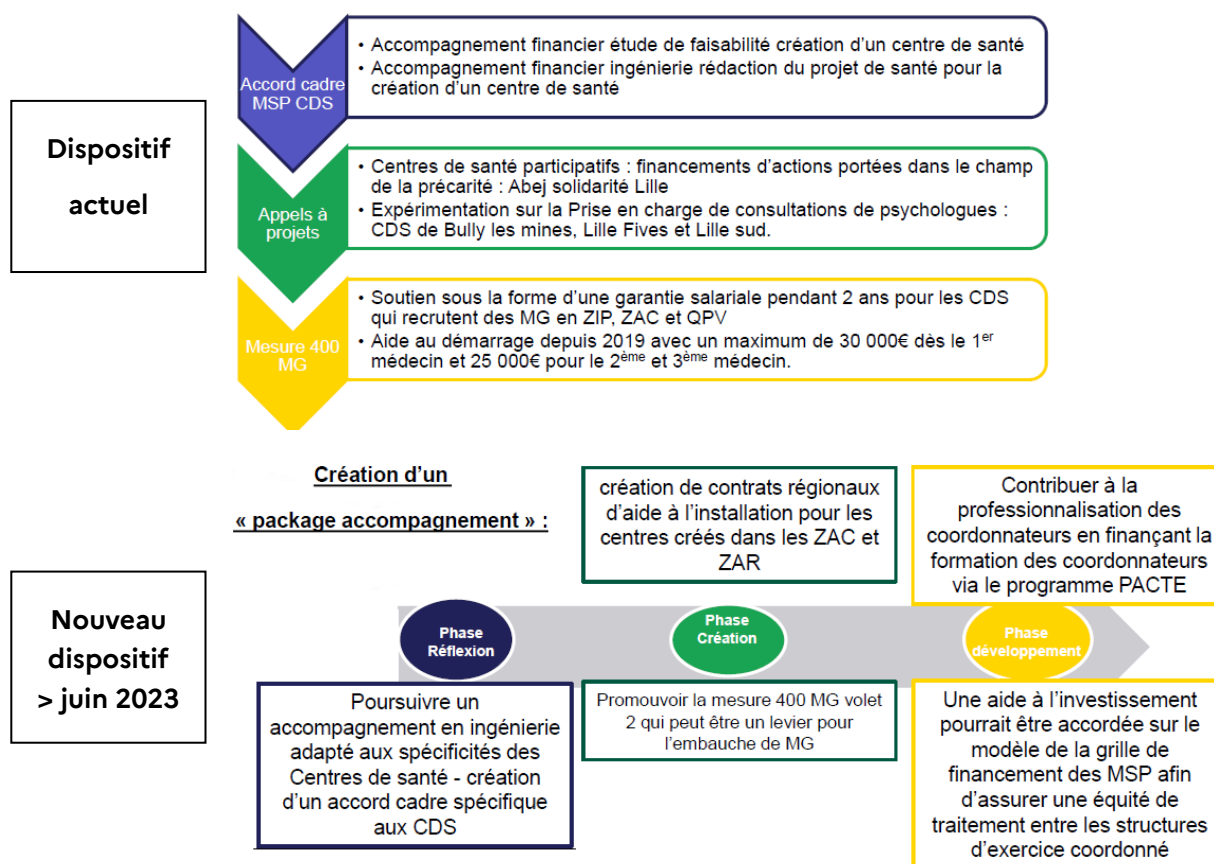 Dispositif
actuel
Accord cadre
MSP CDS
• Accompagnement financier étude de faisabilité création d'un centre de santé
• Accompagnement financier ingénierie rédaction du projet de santé pour la
création d'un centre de santé
Appels à
projets
• Centres de santé participatifs : financements d'actions portées dans le champ
de la précarité : Abej solidarité Lille
• Expérimentation sur la Prise en charge de consultations de psychologues :
CDS de Bully les mines, Lille Fives et Lille sud.
Mesure 400
MG
• Soutien sous la forme d'une garantie salariale pendant 2 ans pour les CDS
qui recrutent des MG en ZIP, ZAC et QPV
• Aide au démarrage depuis 2019 avec un maximum de 30 000€ dès le 1er
médecin et 25 000€ pour le 2ème et 3ème médecin.
Nouveau
dispositif
> juin 2023
Création d'un
« package accompagnement » :
création de contrats régionaux
d'aide à l'installation pour les
centres créés dans les ZAC et
ZAR
Contribuer à la
professionnalisation des
coordonnateurs en finançant la
formation des coordonnateurs
via le programme PACTE
Phase
Réflexion
Phase
Création
Phase
développement
Poursuivre un
accompagnement en ingénierie
adapté aux spécificités des
Centres de santé - création
d'un accord cadre spécifique
aux CDS
Promouvoir la mesure 400 MG volet
2 qui peut être un levier pour
l'embauche de MG
Une aide à l'investissement
pourrait être accordée sur le
modèle de la grille de
financement des MSP afin
d'assurer une équité de
traitement entre les structures
d'exercice coordonné